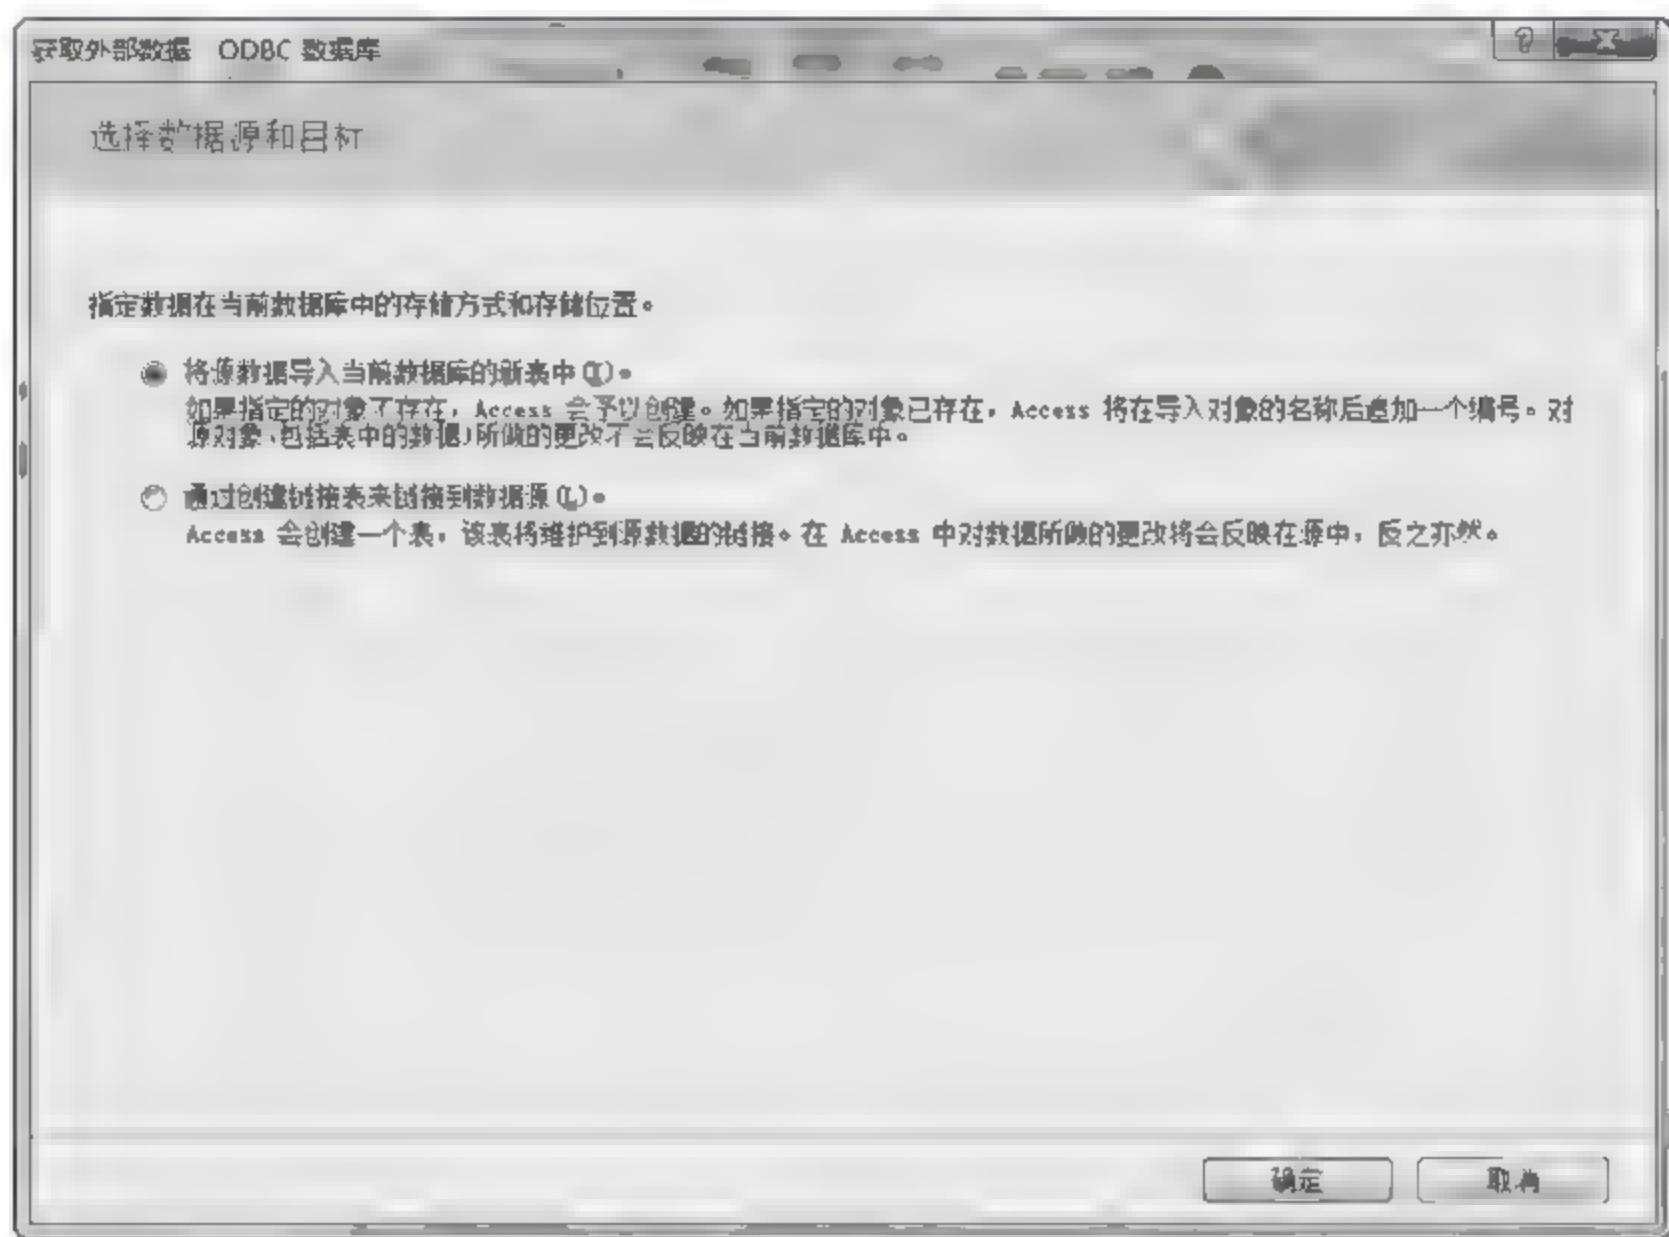 获取外部数据 ODBC 数据库
选择数据源和目标
指定数据在当前数据库中的存储方式和存储位置。
将源数据导入当前数据库的新表中(I)。
如果指定的对象不存在，Access 会予以创建。如果指定的对象已存在，Access 将在导入对象的名称后追加一个编号。对
源对象(包括表中的数据)所做的更改不会反映在当前数据库中。
通过创建链接表来链接到数据源(L)。
Access 会创建一个表，该表将维护到源数据的链接。在 Access 中对数据所做的更改将会反映在源中，反之亦然。
确定
取消